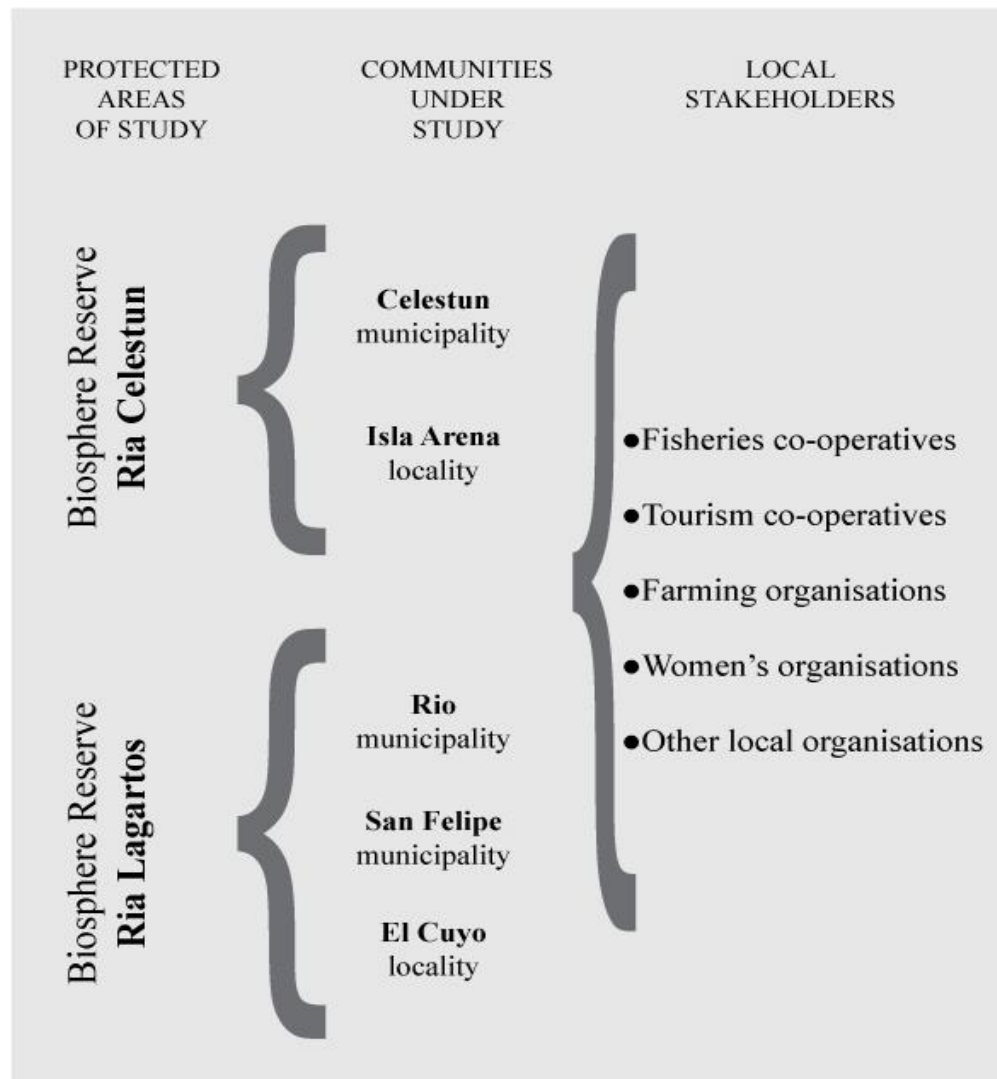 PROTECTED
AREAS
OF STUDY
COMMUNITIES
UNDER
STUDY
LOCAL
STAKEHOLDERS
Biosphere Reserve
Ria Celestun
Celestun
municipality
Isla Arena
locality
Biosphere Reserve
Ria Lagartos
Rio
municipality
San Felipe
municipality
El Cuyo
locality
●Fisheries co-operatives
●Tourism co-operatives
●Farming organisations
●Women’s organisations
●Other local organisations